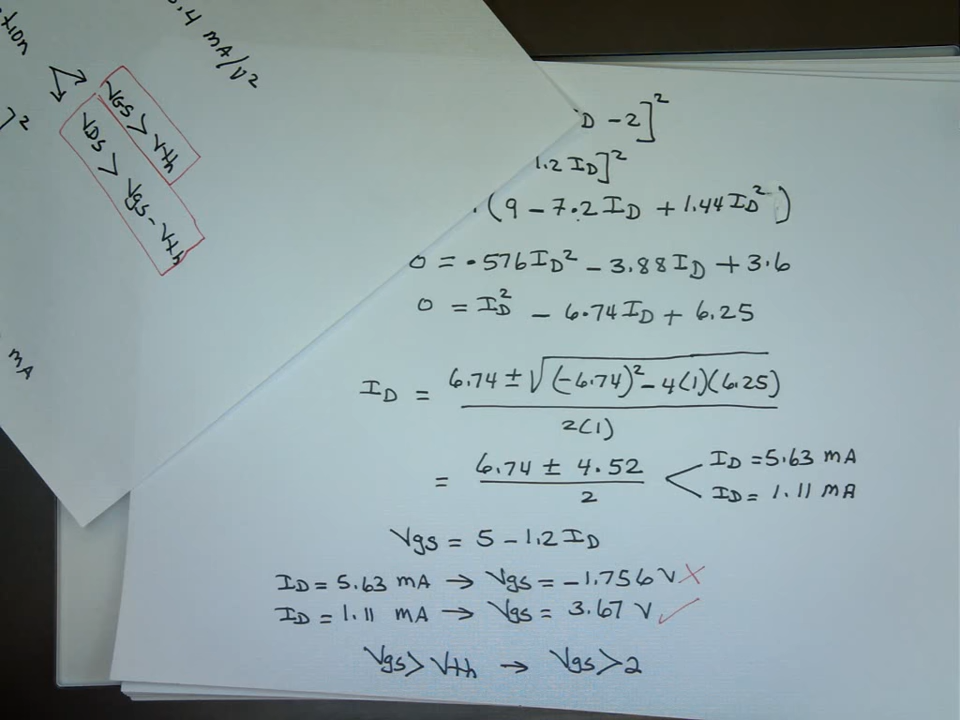 tion
.4 mA/V²
VGS > Vth
VDS > VGS - Vth
]²
mA
D - 2]²
1.2 ID]²
. (9 - 7.2 ID + 1.44 ID²)
0 = .576 ID² - 3.88 ID + 3.6
0 = ID² - 6.74 ID + 6.25
ID = 6.74 ± √(-6.74)² - 4(1)(6.25)
2(1)
= 6.74 ± 4.52
2
ID = 5.63 mA
ID = 1.11 mA
Vgs = 5 - 1.2 ID
ID = 5.63 mA → Vgs = -1.756 V ✗
ID = 1.11 mA → Vgs = 3.67 V ✓
Vgs > Vth → Vgs > 2